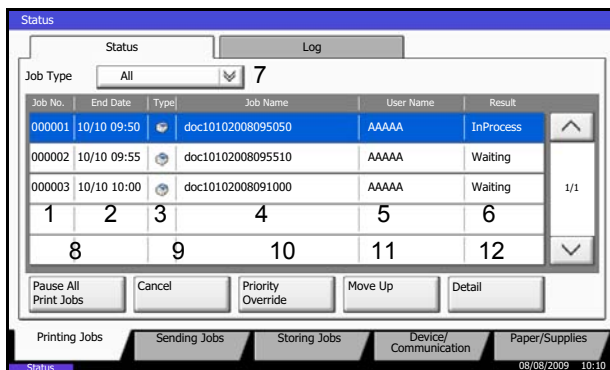 Status
Status Log
Job Type All 7
Job No. End Date Type Job Name User Name Result
000001 10/10 09:50 doc10102008095050 AAAAA InProcess
000002 10/10 09:55 doc10102008095510 AAAAA Waiting
000003 10/10 10:00 doc10102008091000 AAAAA Waiting 1/1
1 2 3 4 5 6
8 9 10 11 12
Pause All
Print Jobs
Cancel
Priority
Override
Move Up
Detail
Printing Jobs
Sending Jobs
Storing Jobs
Device/
Communication
Paper/Supplies
Status 08/08/2009 10:10